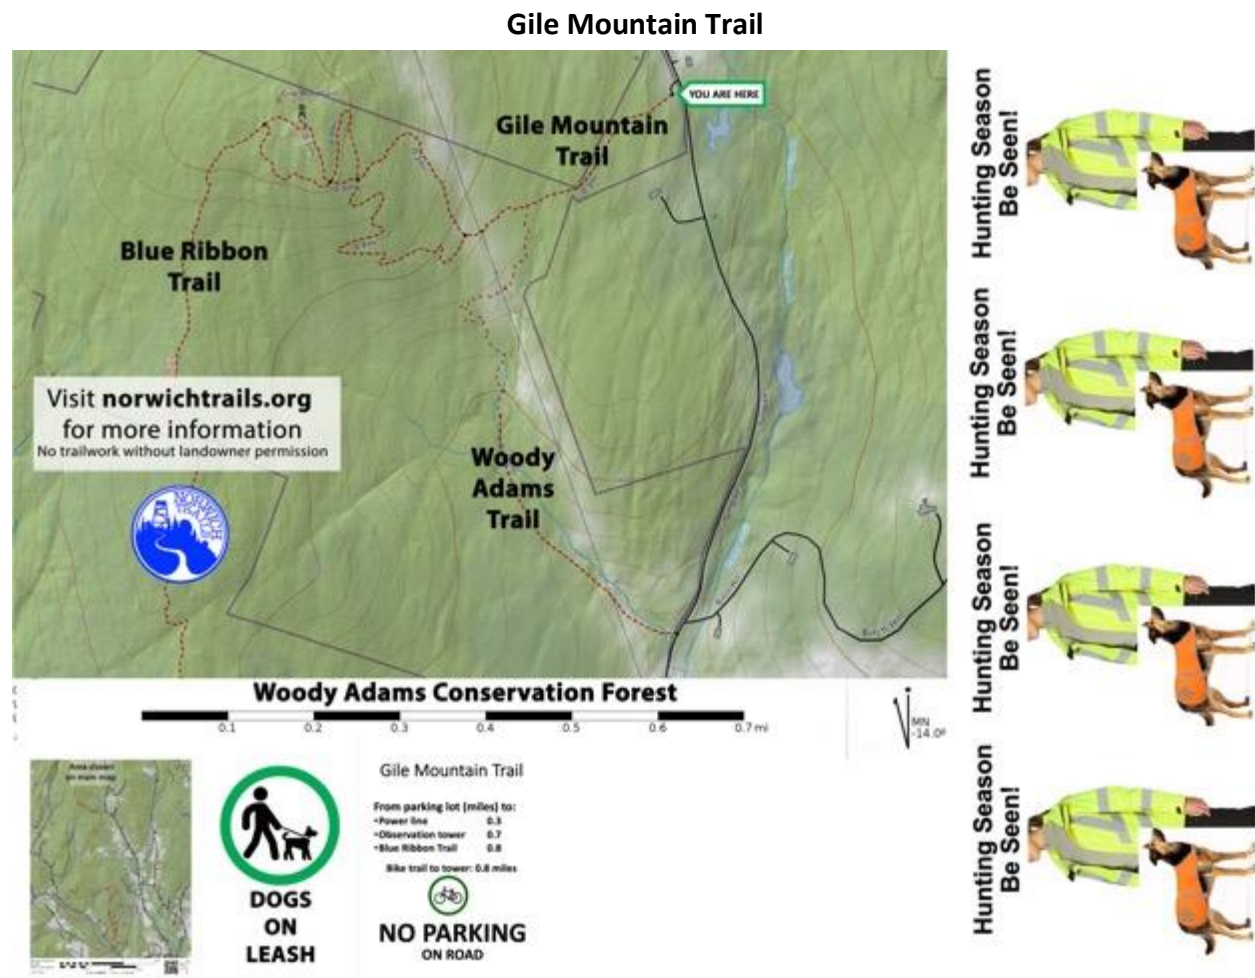 Gile Mountain Trail
YOU ARE HERE
Gile Mountain
Trail
Blue Ribbon
Trail
Visit norwichtrails.org
for more information
No trailwork without landowner permission
NORWICH
TRAILS
Woody
Adams
Trail
Woody Adams Conservation Forest
0.1 0.2 0.3 0.4 0.5 0.6 0.7 mi
MN
-14.0°
Area shown
on main map
DOGS
ON
LEASH
Gile Mountain Trail
From parking lot (miles) to:
•Power line 0.3
•Observation tower 0.7
•Blue Ribbon Trail 0.8
Bike trail to tower: 0.8 miles
NO PARKING
ON ROAD
Hunting Season
Be Seen!
Hunting Season
Be Seen!
Hunting Season
Be Seen!
Hunting Season
Be Seen!